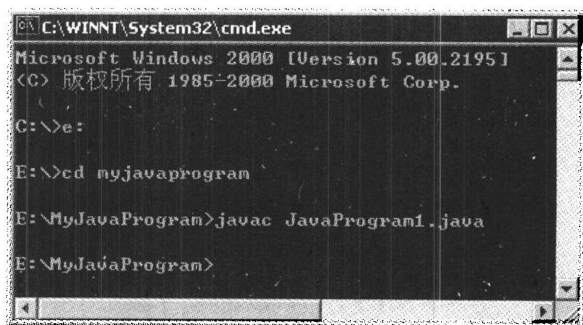 C:\WINNT\System32\cmd.exe
Microsoft Windows 2000 [Version 5.00.2195]
(C) 版权所有 1985-2000 Microsoft Corp.
C:\>e:
E:\>cd myjavaprogram
E:\MyJavaProgram>javac JavaProgram1.java
E:\MyJavaProgram>